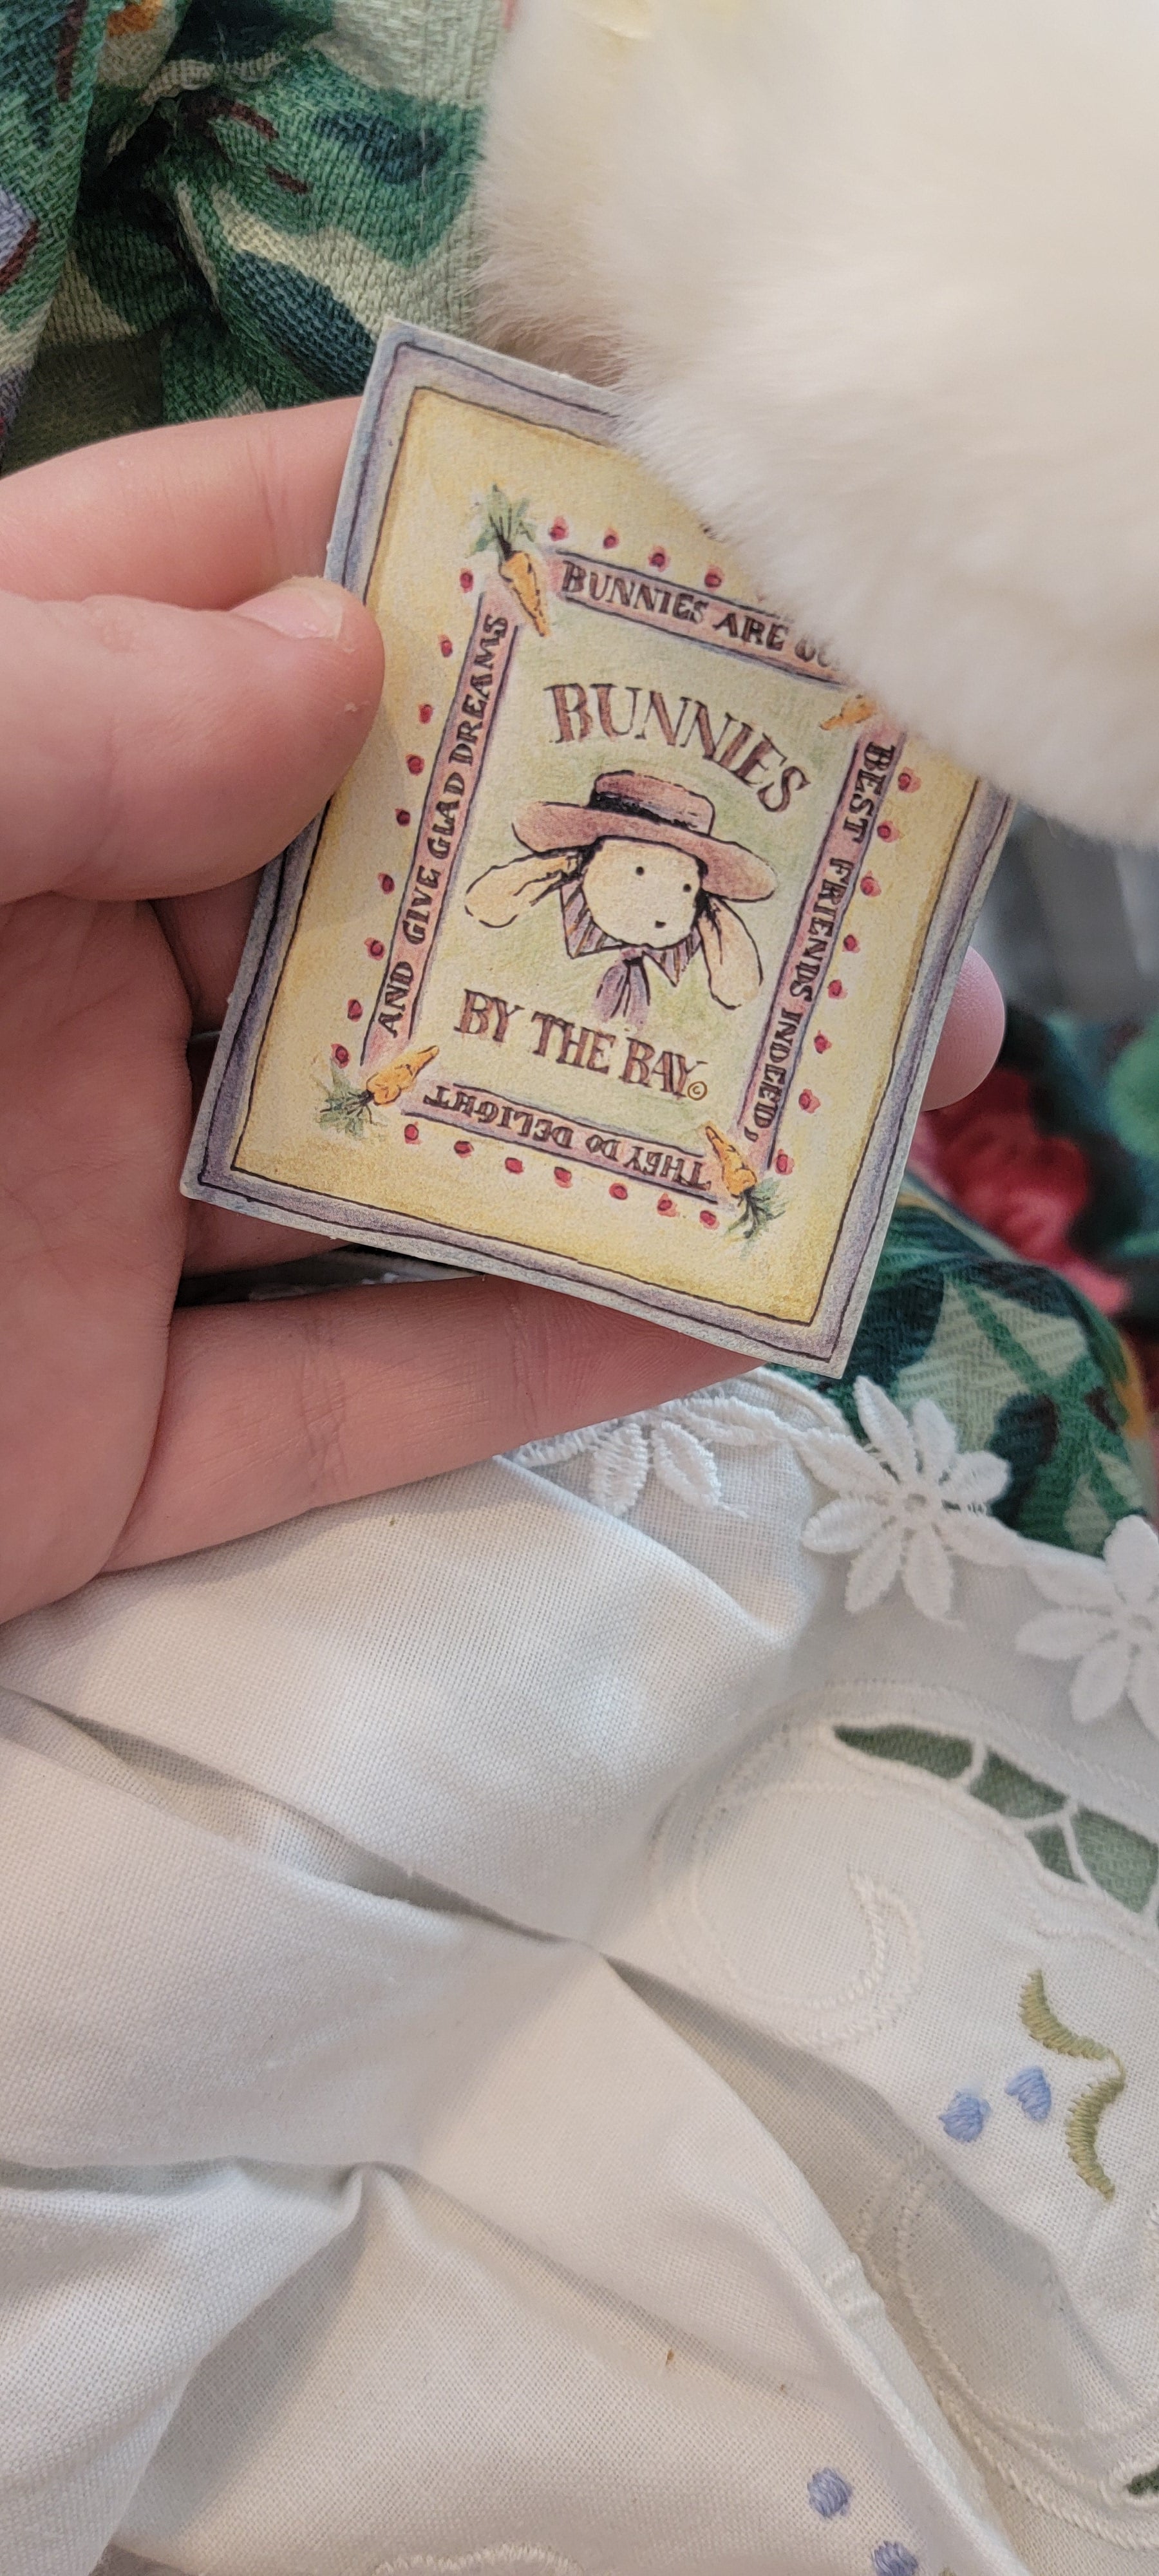 BUNNIES ARE
BEST FRIENDS INDEED,
THEY DO DELIGHT
AND GIVE GLAD DREAMS
BUNNIES
BY THE BAY©